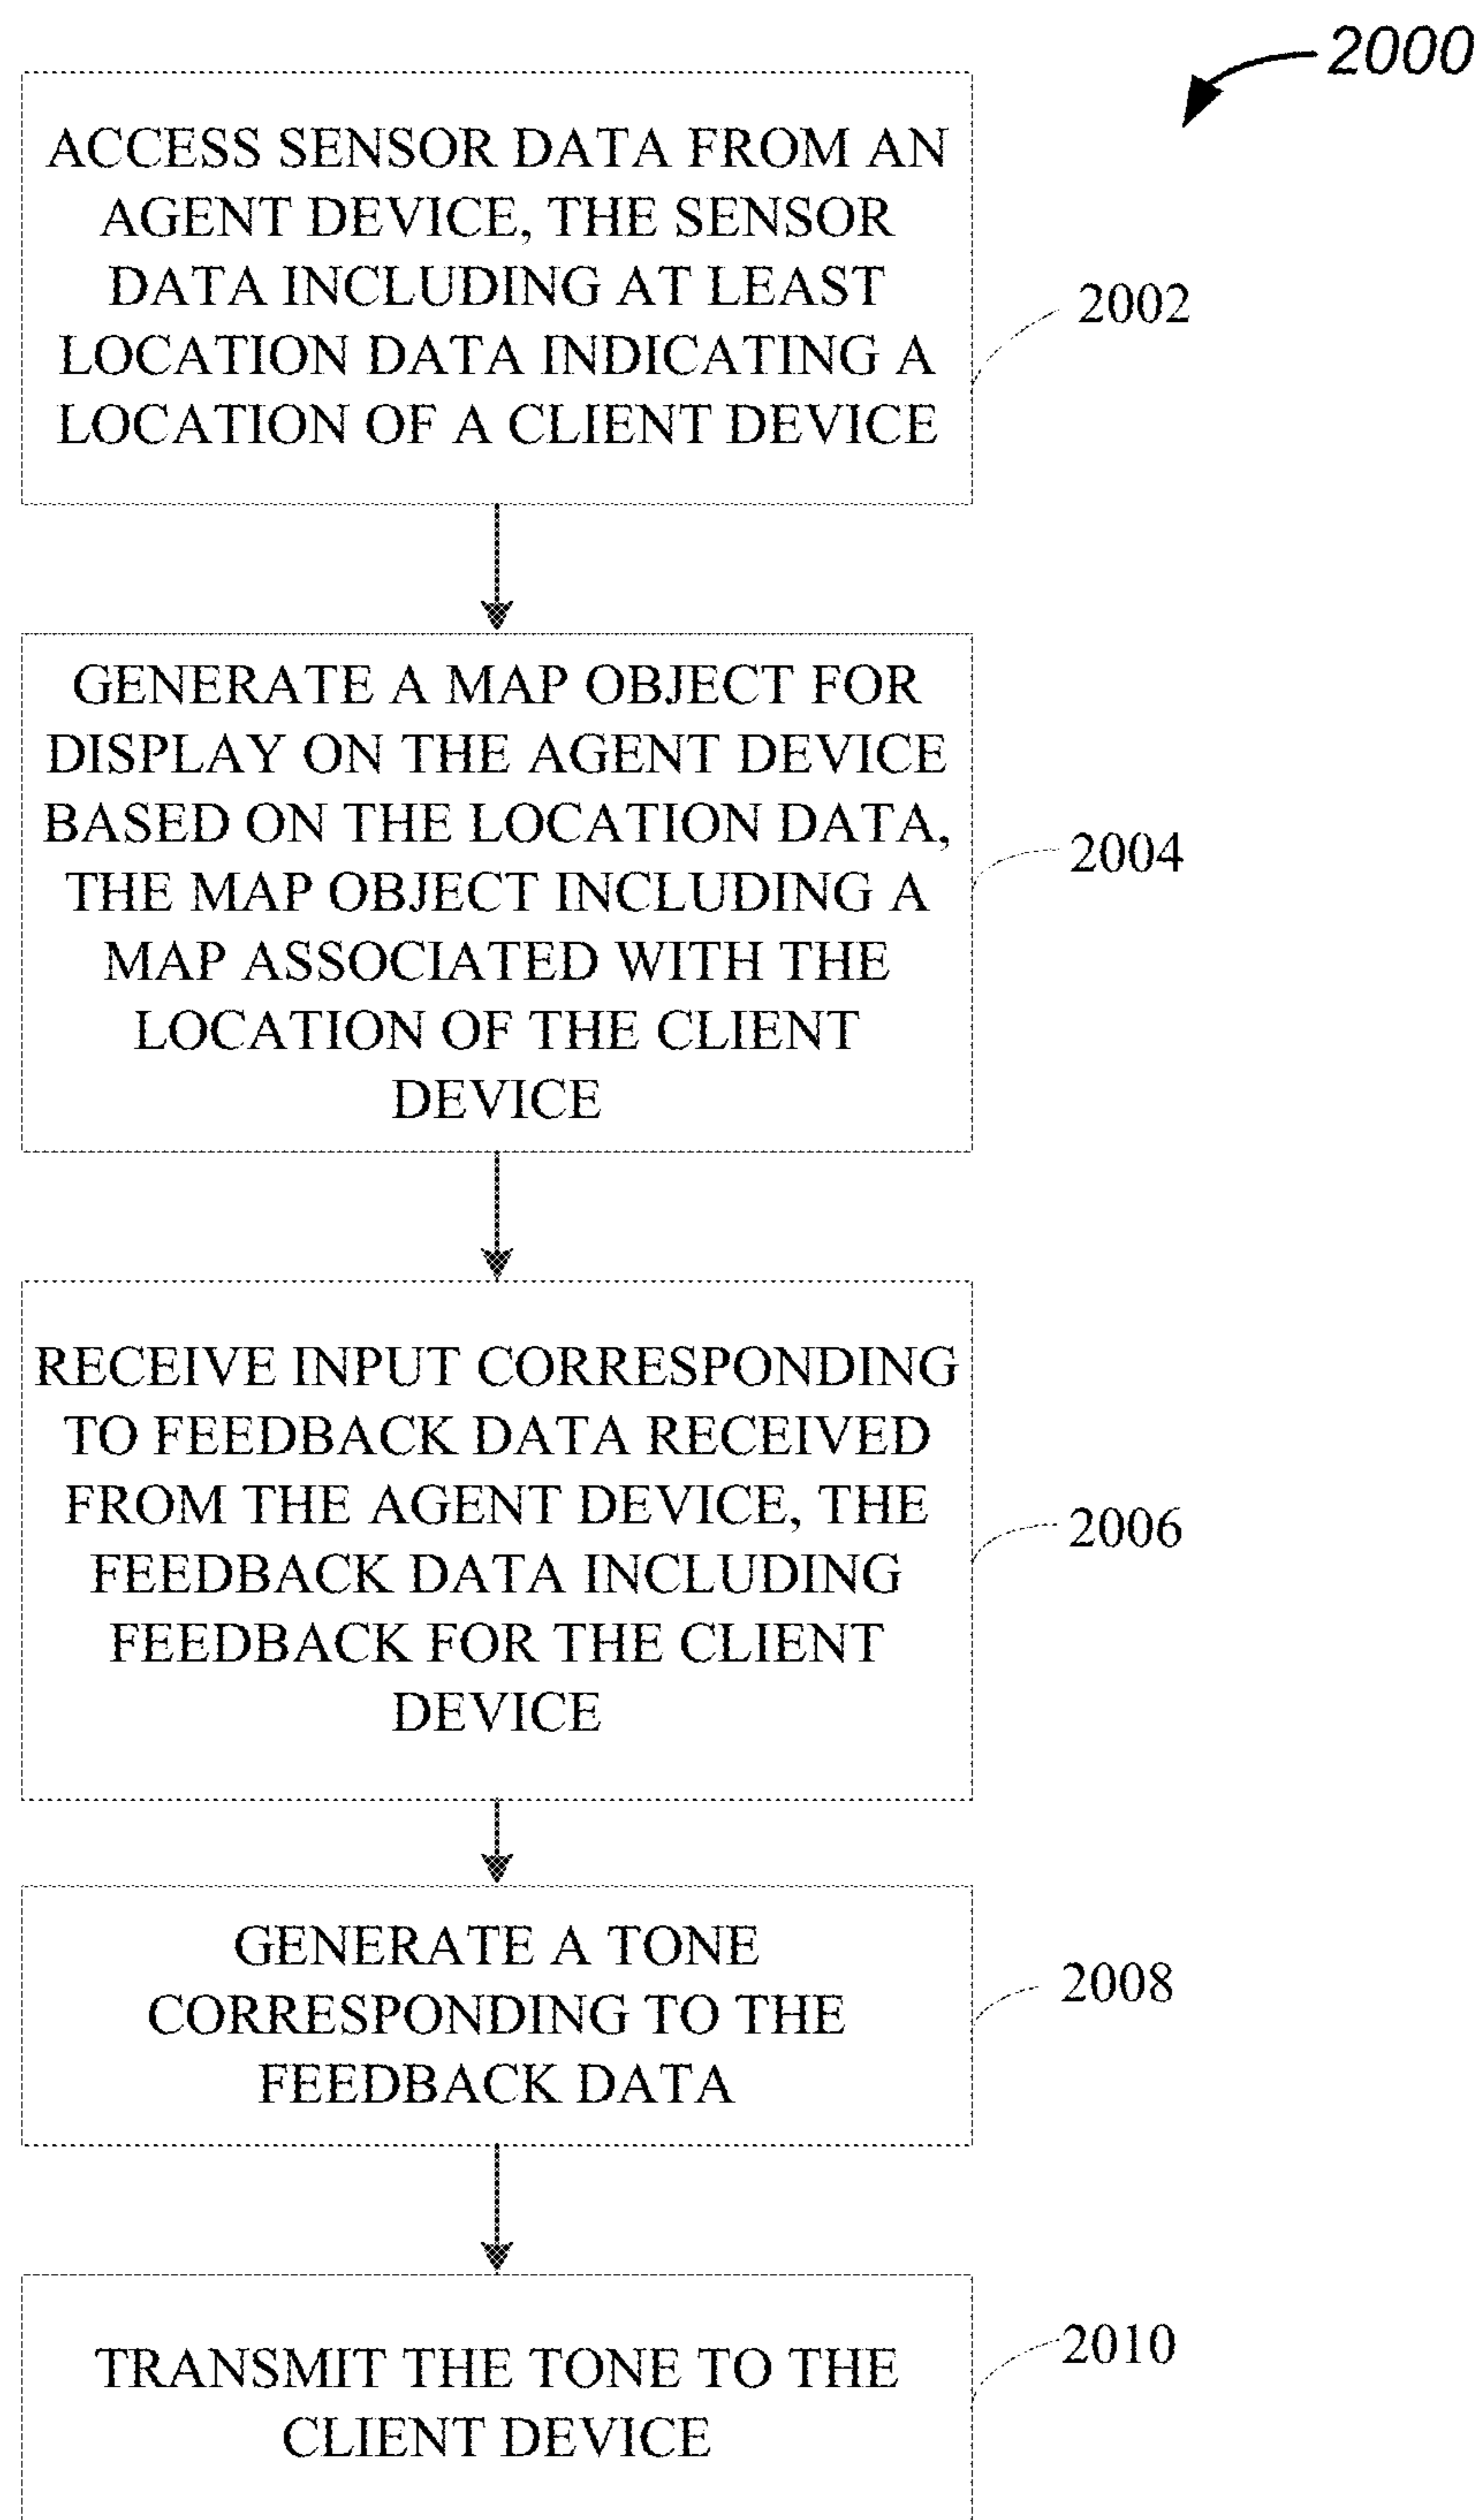 2000
ACCESS SENSOR DATA FROM AN
AGENT DEVICE, THE SENSOR
DATA INCLUDING AT LEAST
LOCATION DATA INDICATING A
LOCATION OF A CLIENT DEVICE
2002
GENERATE A MAP OBJECT FOR
DISPLAY ON THE AGENT DEVICE
BASED ON THE LOCATION DATA,
THE MAP OBJECT INCLUDING A
MAP ASSOCIATED WITH THE
LOCATION OF THE CLIENT
DEVICE
2004
RECEIVE INPUT CORRESPONDING
TO FEEDBACK DATA RECEIVED
FROM THE AGENT DEVICE, THE
FEEDBACK DATA INCLUDING
FEEDBACK FOR THE CLIENT
DEVICE
2006
GENERATE A TONE
CORRESPONDING TO THE
FEEDBACK DATA
2008
TRANSMIT THE TONE TO THE
CLIENT DEVICE
2010